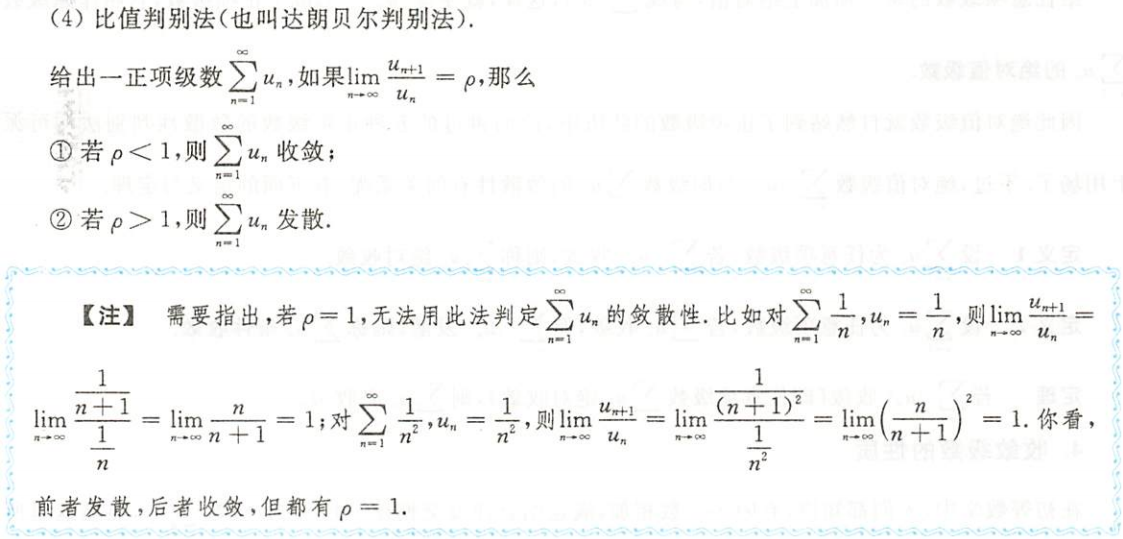 (4) 比值判别法(也叫达朗贝尔判别法).
给出一正项级数 $\sum_{n=1}^{\infty} u_n$,如果$\lim_{n \to \infty} \frac{u_{n+1}}{u_n} = \rho$,那么
① 若 $\rho < 1$,则 $\sum_{n=1}^{\infty} u_n$ 收敛;
② 若 $\rho > 1$,则 $\sum_{n=1}^{\infty} u_n$ 发散.
【注】 需要指出,若 $\rho = 1$,无法用此法判定 $\sum_{n=1}^{\infty} u_n$ 的敛散性.比如对 $\sum_{n=1}^{\infty} \frac{1}{n}, u_n = \frac{1}{n}$,则 $\lim_{n \to \infty} \frac{u_{n+1}}{u_n} =$
$\lim_{n \to \infty} \frac{\frac{1}{n+1}}{\frac{1}{n}} = \lim_{n \to \infty} \frac{n}{n+1} = 1$;对 $\sum_{n=1}^{\infty} \frac{1}{n^2}, u_n = \frac{1}{n^2}$,则 $\lim_{n \to \infty} \frac{u_{n+1}}{u_n} = \lim_{n \to \infty} \frac{\frac{1}{(n+1)^2}}{\frac{1}{n^2}} = \lim_{n \to \infty} \left(\frac{n}{n+1}\right)^2 = 1$.你看,
前者发散,后者收敛,但都有 $\rho = 1$.